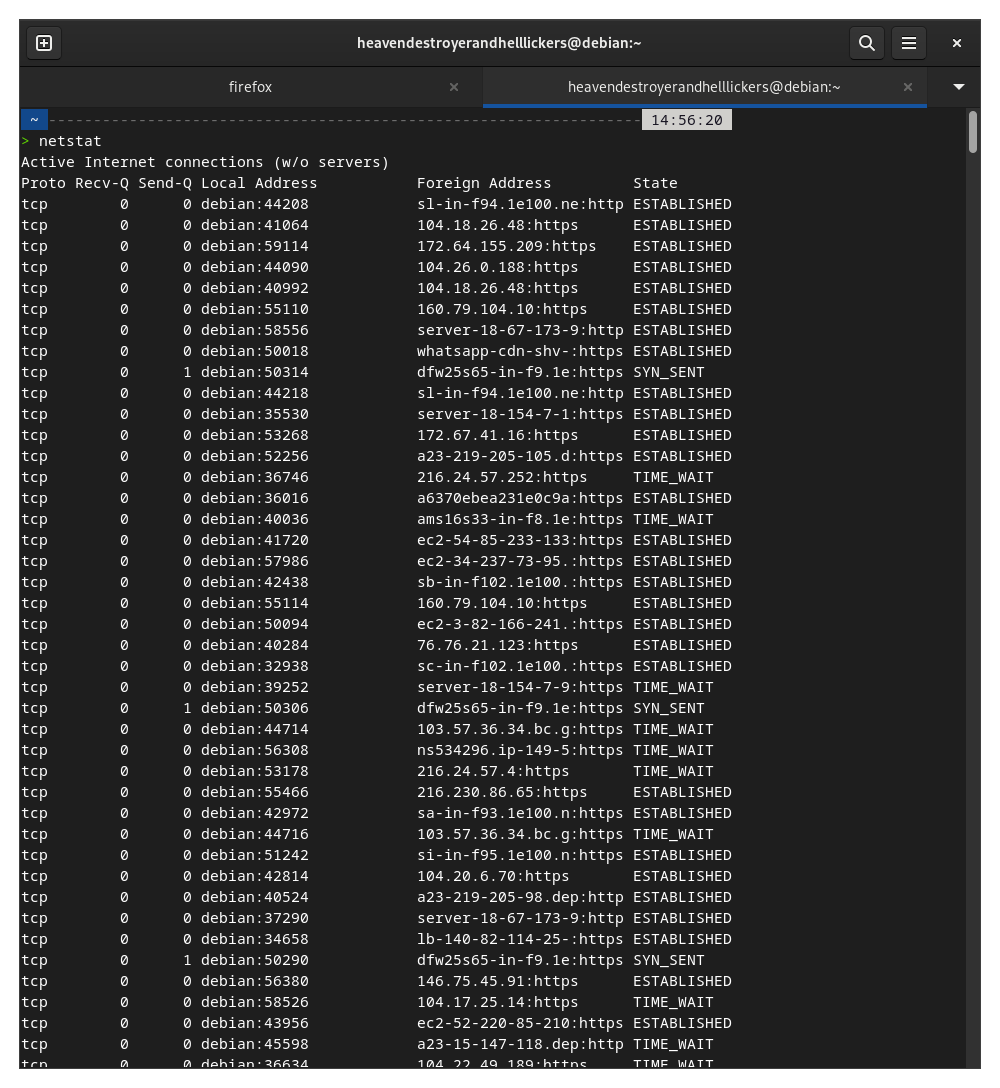 heavendestroyerandhelllickers@debian:~
firefox
heavendestroyerandhelllickers@debian:~
~ 14:56:20
> netstat
Active Internet connections (w/o servers)
Proto Recv-Q Send-Q Local Address           Foreign Address         State
tcp        0      0 debian:44208            sl-in-f94.1e100.ne:http ESTABLISHED
tcp        0      0 debian:41064            104.18.26.48:https      ESTABLISHED
tcp        0      0 debian:59114            172.64.155.209:https    ESTABLISHED
tcp        0      0 debian:44090            104.26.0.188:https      ESTABLISHED
tcp        0      0 debian:40992            104.18.26.48:https      ESTABLISHED
tcp        0      0 debian:55110            160.79.104.10:https     ESTABLISHED
tcp        0      0 debian:58556            server-18-67-173-9:http ESTABLISHED
tcp        0      0 debian:50018            whatsapp-cdn-shv-:https ESTABLISHED
tcp        0      1 debian:50314            dfw25s65-in-f9.1e:https SYN_SENT
tcp        0      0 debian:44218            sl-in-f94.1e100.ne:http ESTABLISHED
tcp        0      0 debian:35530            server-18-154-7-1:https ESTABLISHED
tcp        0      0 debian:53268            172.67.41.16:https      ESTABLISHED
tcp        0      0 debian:52256            a23-219-205-105.d:https ESTABLISHED
tcp        0      0 debian:36746            216.24.57.252:https     TIME_WAIT
tcp        0      0 debian:36016            a6370ebea231e0c9a:https ESTABLISHED
tcp        0      0 debian:40036            ams16s33-in-f8.1e:https TIME_WAIT
tcp        0      0 debian:41720            ec2-54-85-233-133:https ESTABLISHED
tcp        0      0 debian:57986            ec2-34-237-73-95.:https ESTABLISHED
tcp        0      0 debian:42438            sb-in-f102.1e100.:https ESTABLISHED
tcp        0      0 debian:55114            160.79.104.10:https     ESTABLISHED
tcp        0      0 debian:50094            ec2-3-82-166-241.:https ESTABLISHED
tcp        0      0 debian:40284            76.76.21.123:https      ESTABLISHED
tcp        0      0 debian:32938            sc-in-f102.1e100.:https ESTABLISHED
tcp        0      0 debian:39252            server-18-154-7-9:https TIME_WAIT
tcp        0      1 debian:50306            dfw25s65-in-f9.1e:https SYN_SENT
tcp        0      0 debian:44714            103.57.36.34.bc.g:https TIME_WAIT
tcp        0      0 debian:56308            ns534296.ip-149-5:https TIME_WAIT
tcp        0      0 debian:53178            216.24.57.4:https       TIME_WAIT
tcp        0      0 debian:55466            216.230.86.65:https     ESTABLISHED
tcp        0      0 debian:42972            sa-in-f93.1e100.n:https ESTABLISHED
tcp        0      0 debian:44716            103.57.36.34.bc.g:https TIME_WAIT
tcp        0      0 debian:51242            si-in-f95.1e100.n:https ESTABLISHED
tcp        0      0 debian:42814            104.20.6.70:https       ESTABLISHED
tcp        0      0 debian:40524            a23-219-205-98.dep:http ESTABLISHED
tcp        0      0 debian:37290            server-18-67-173-9:http ESTABLISHED
tcp        0      0 debian:34658            lb-140-82-114-25-:https ESTABLISHED
tcp        0      1 debian:50290            dfw25s65-in-f9.1e:https SYN_SENT
tcp        0      0 debian:56380            146.75.45.91:https      ESTABLISHED
tcp        0      0 debian:58526            104.17.25.14:https      TIME_WAIT
tcp        0      0 debian:43956            ec2-52-220-85-210:https ESTABLISHED
tcp        0      0 debian:45598            a23-15-147-118.dep:http TIME_WAIT
tcp        0      0 debian:36634            104.22.49.189:https     TIME_WAIT